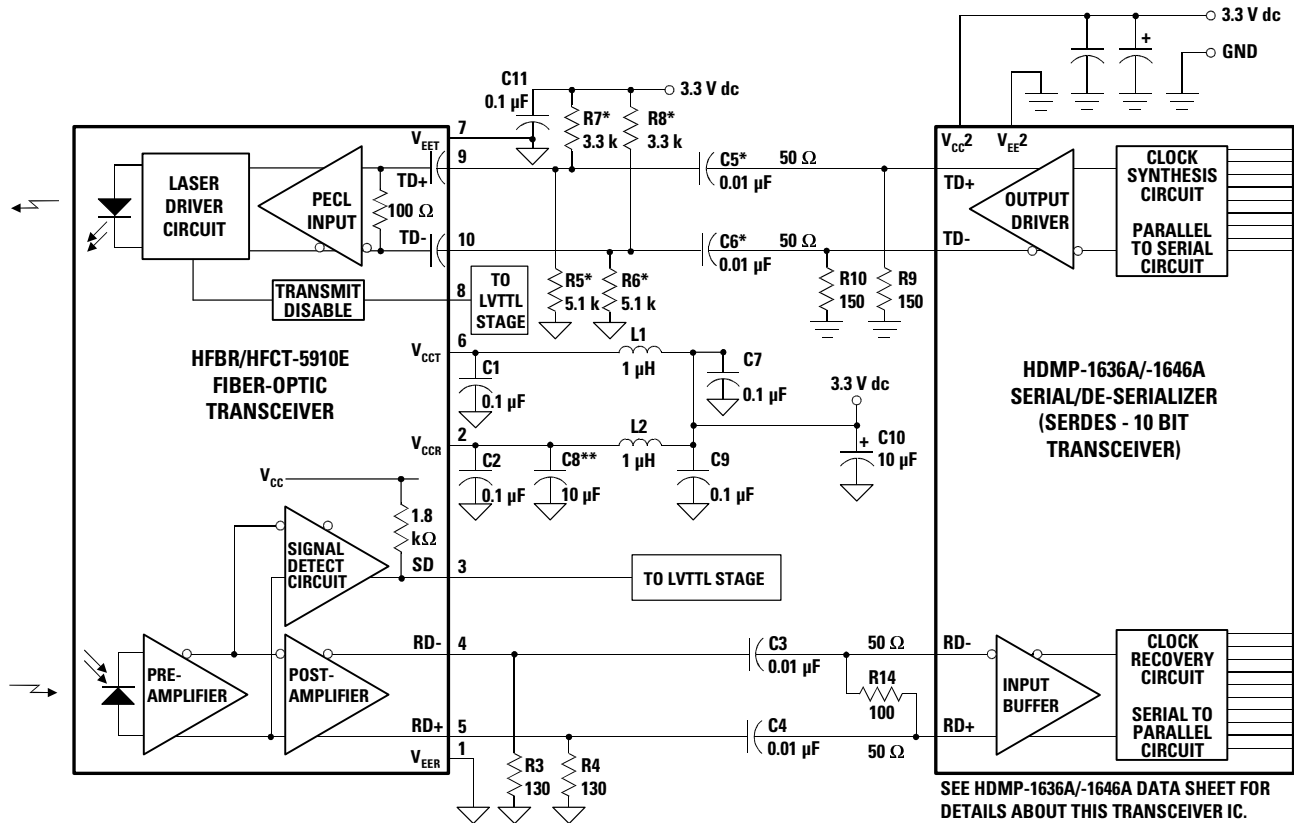 3.3 V dc
GND
C11
0.1 µF
3.3 V dc
R7*
3.3 k
R8*
3.3 k
7
VEET
9
TD+
10
TD-
LASER
DRIVER
CIRCUIT
PECL
INPUT
100 Ω
C5*
0.01 µF
50 Ω
C6*
0.01 µF
50 Ω
VCC2
VEE2
TD+
TD-
OUTPUT
DRIVER
CLOCK
SYNTHESIS
CIRCUIT
PARALLEL
TO SERIAL
CIRCUIT
TRANSMIT
DISABLE
8
TO
LVTTL
STAGE
R5*
5.1 k
R6*
5.1 k
R10
150
R9
150
HFBR/HFCT-5910E
FIBER-OPTIC
TRANSCEIVER
6
VCCT
C1
0.1 µF
L1
1 µH
C7
0.1 µF
3.3 V dc
HDMP-1636A/-1646A
SERIAL/DE-SERIALIZER
(SERDES - 10 BIT
TRANSCEIVER)
2
VCCR
C2
0.1 µF
C8**
10 µF
L2
1 µH
C9
0.1 µF
C10
10 µF
VCC
1.8
kΩ
SIGNAL
DETECT
CIRCUIT
SD
3
TO LVTTL STAGE
PRE-
AMPLIFIER
POST-
AMPLIFIER
RD-
4
RD+
5
1
VEER
R3
130
R4
130
C3
0.01 µF
50 Ω
R14
100
C4
0.01 µF
50 Ω
RD-
RD+
INPUT
BUFFER
CLOCK
RECOVERY
CIRCUIT
SERIAL TO
PARALLEL
CIRCUIT
SEE HDMP-1636A/-1646A DATA SHEET FOR
DETAILS ABOUT THIS TRANSCEIVER IC.